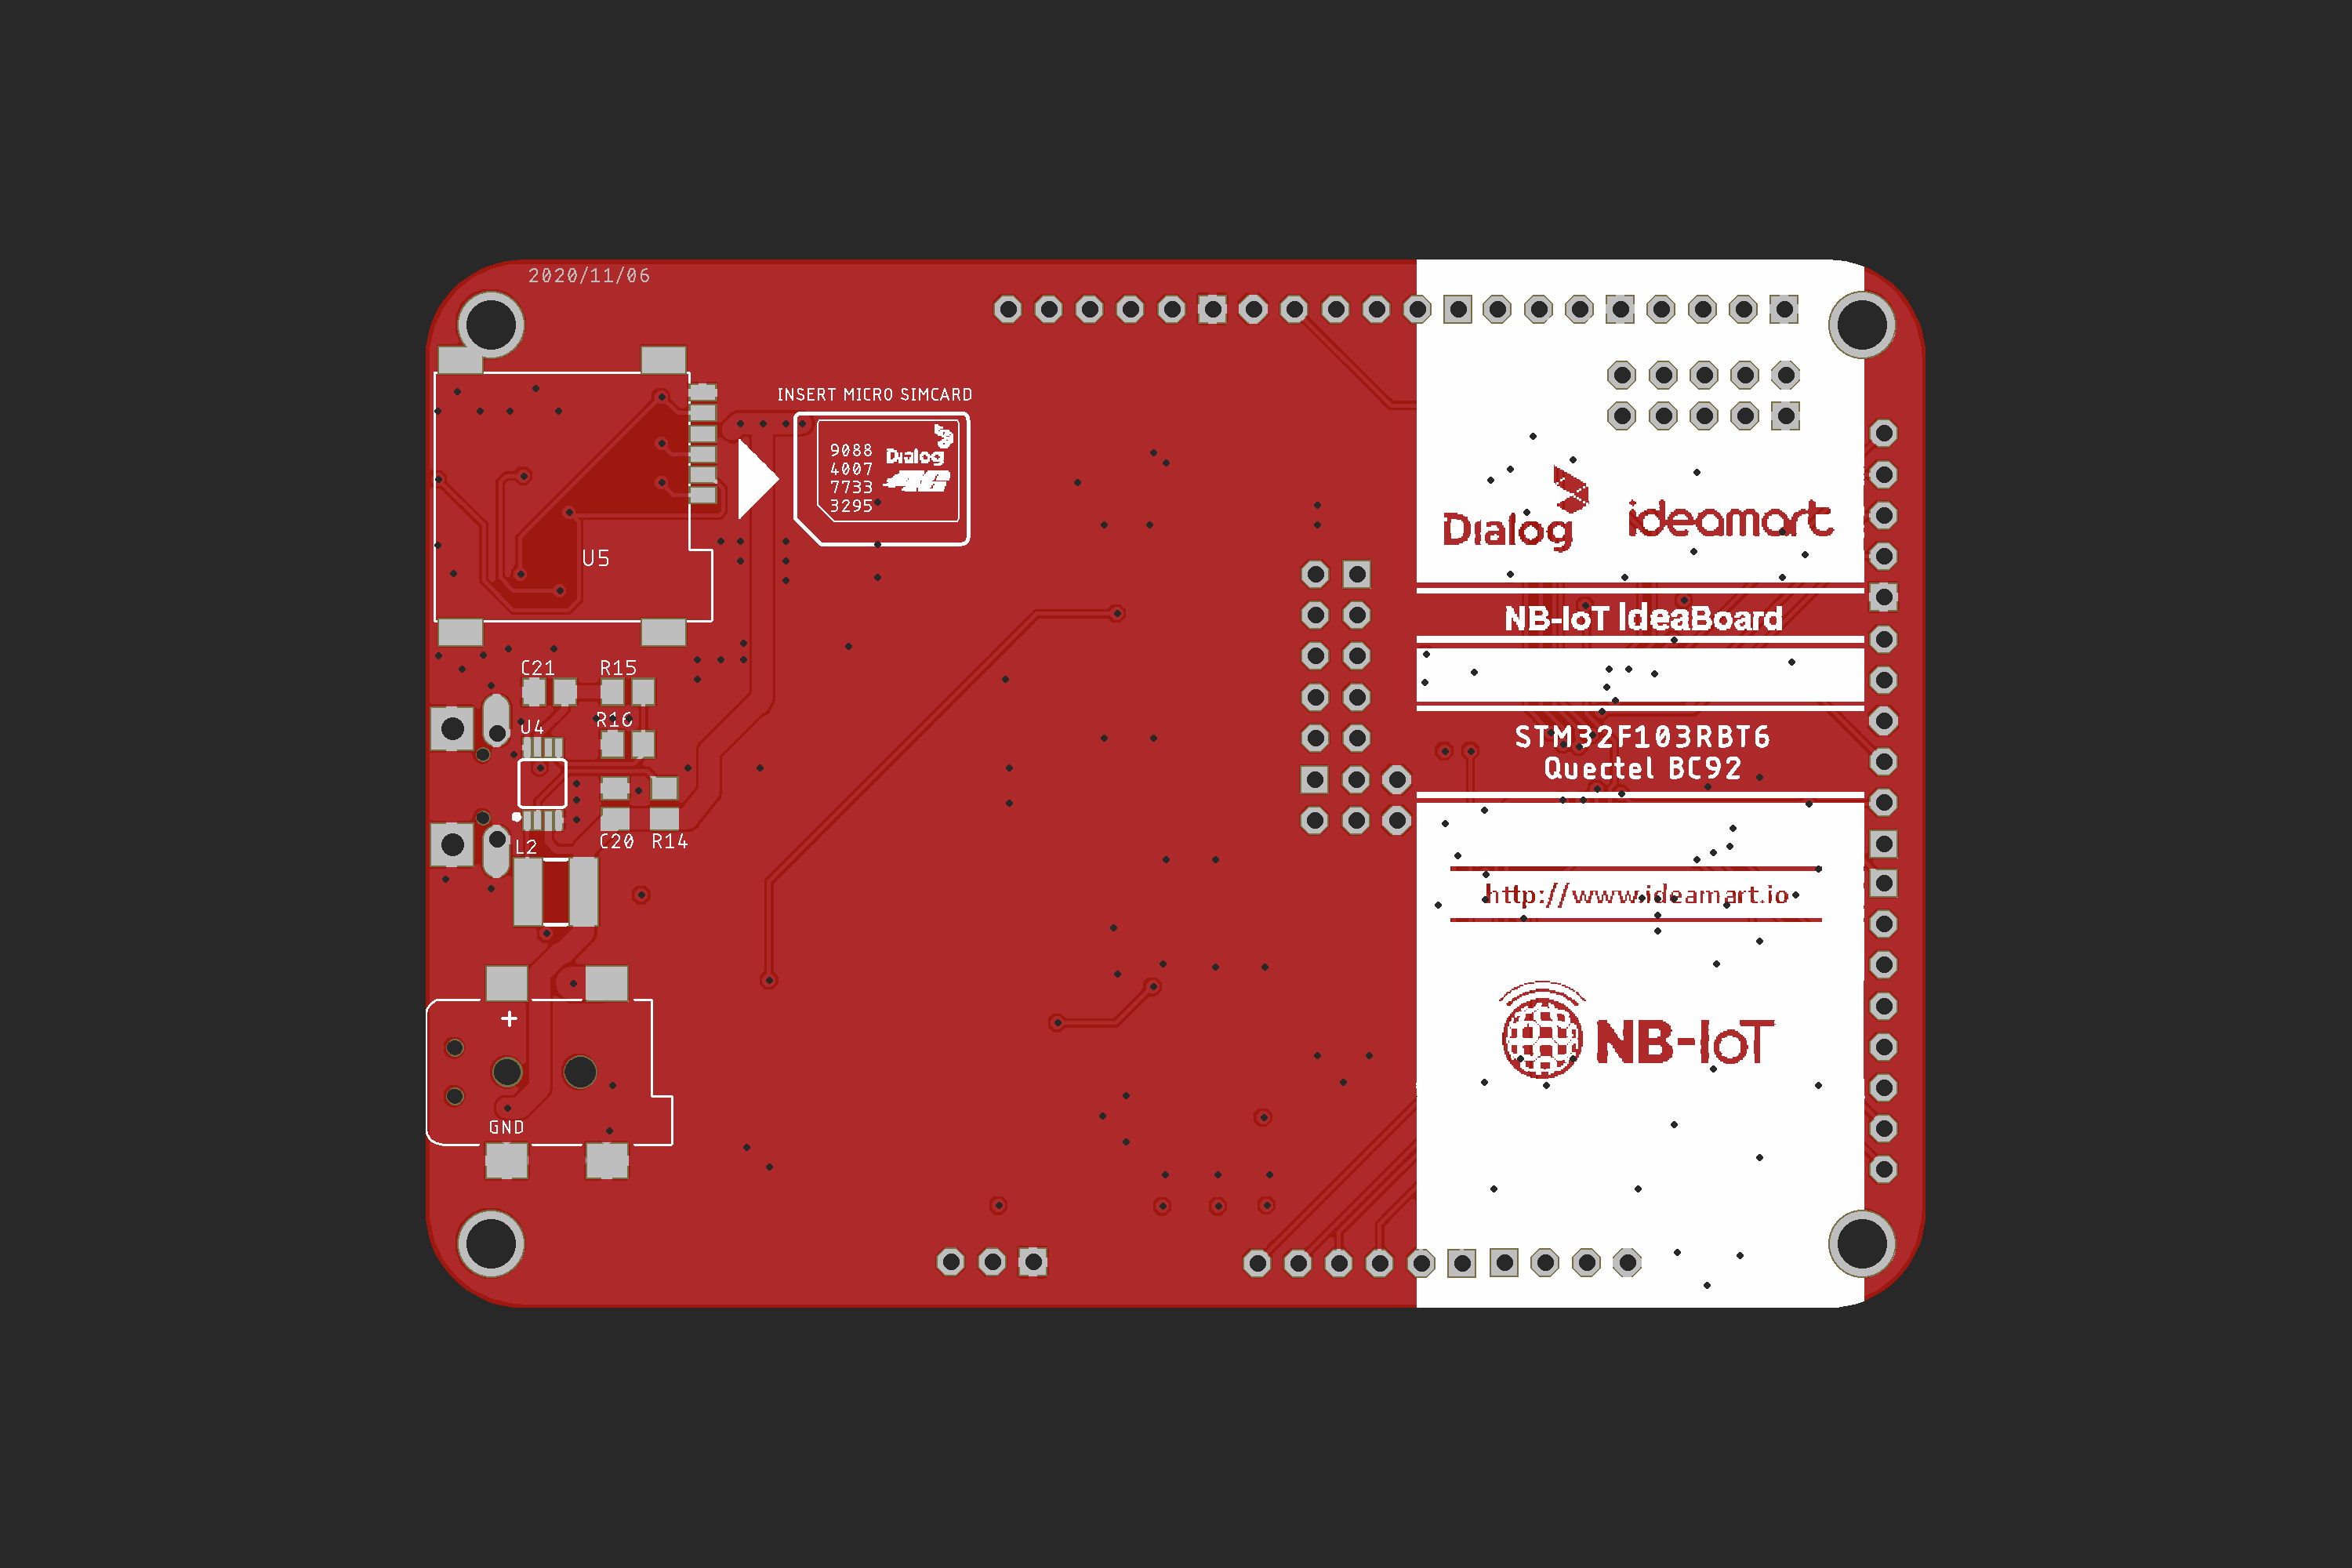 2020/11/06
INSERT MICRO SIMCARD
9088
4007
7733
3295
Dialog
4G
U5
Dialog
ideamart
NB-IoT IdeaBoard
C21
R15
R16
U4
STM32F103RBT6
Quectel BC92
C20
R14
L2
http://www.ideamart.io
+
NB-IoT
GND